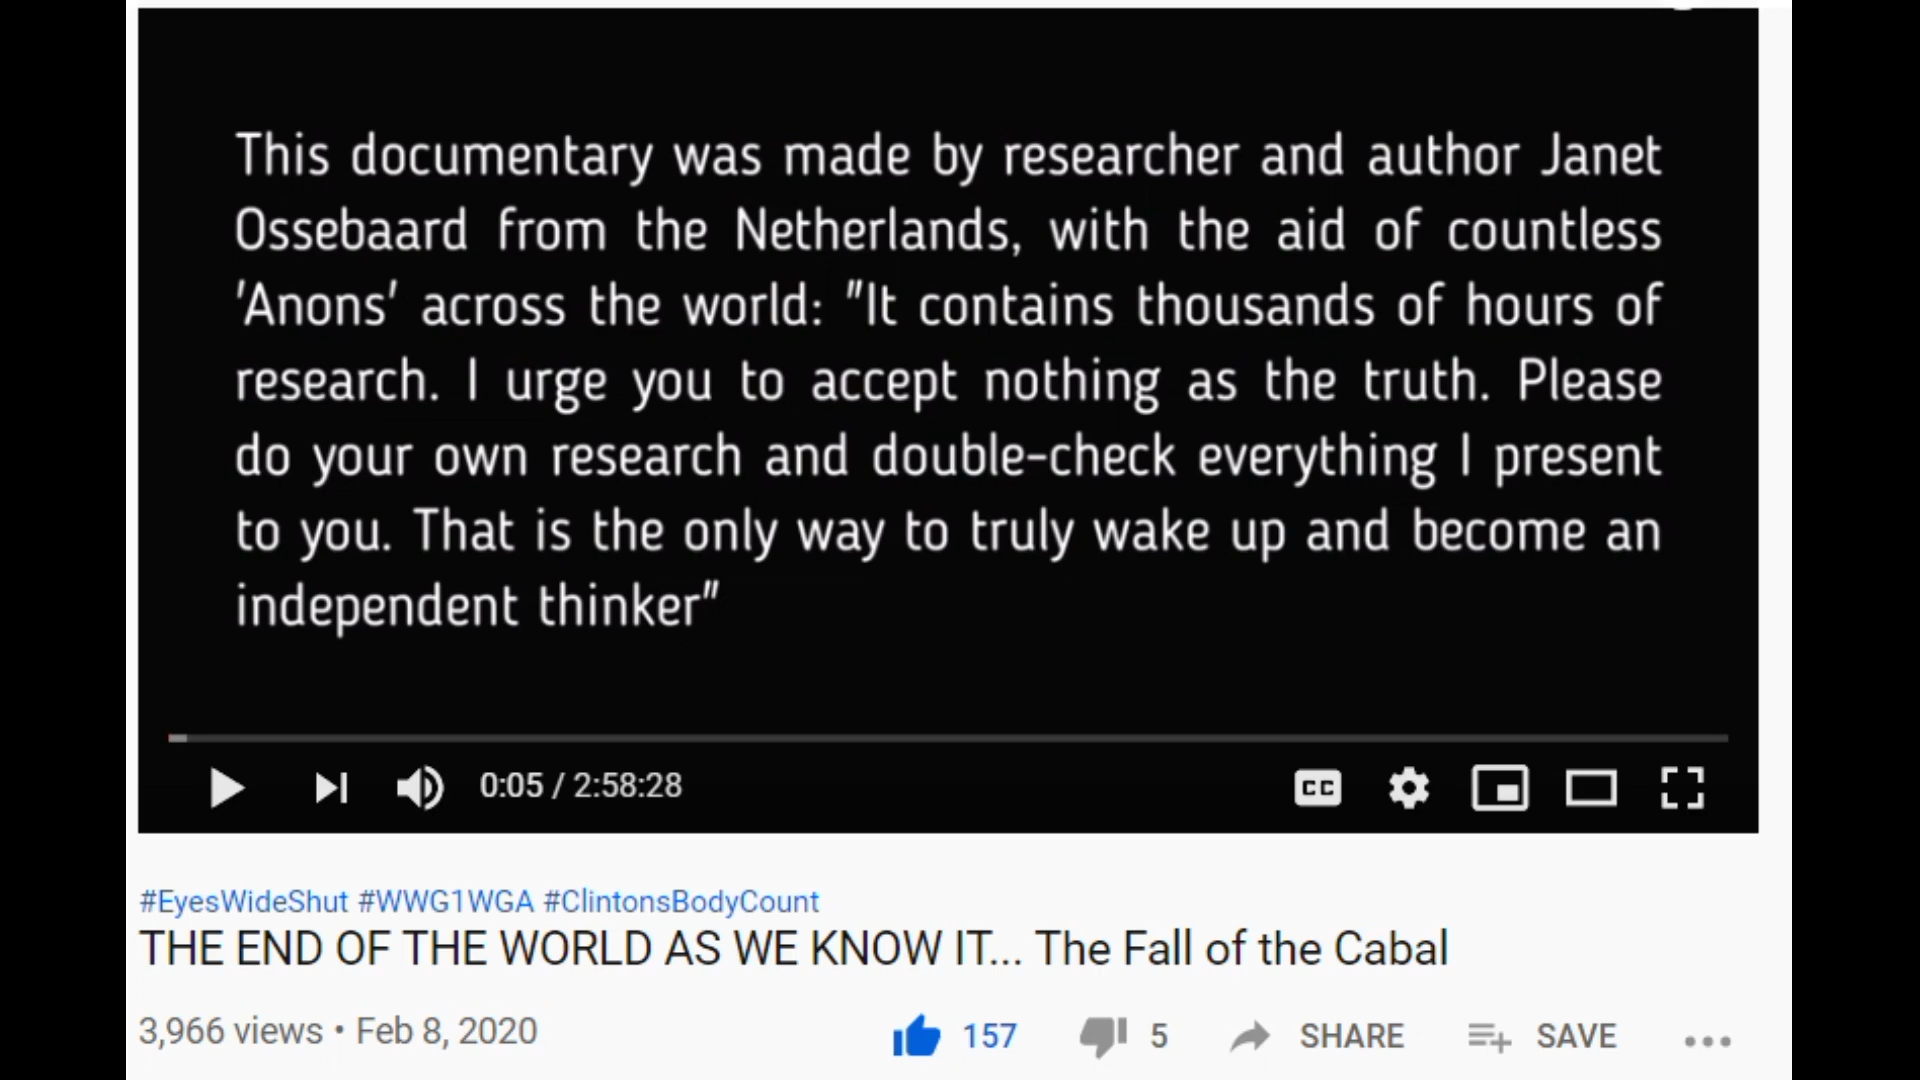 This documentary was made by researcher and author Janet
Ossebaard from the Netherlands, with the aid of countless
'Anons' across the world: "It contains thousands of hours of
research. I urge you to accept nothing as the truth. Please
do your own research and double-check everything I present
to you. That is the only way to truly wake up and become an
independent thinker"
0:05 / 2:58:28
CC
#EyesWideShut #WWG1WGA #ClintonsBodyCount
THE END OF THE WORLD AS WE KNOW IT... The Fall of the Cabal
3,966 views • Feb 8, 2020
157
5
SHARE
SAVE